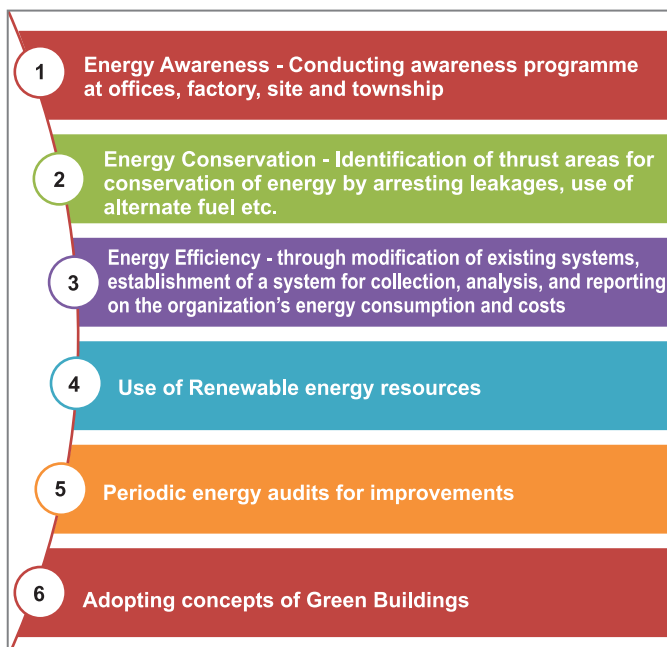 1
Energy Awareness - Conducting awareness programme
at offices, factory, site and township
2
Energy Conservation - Identification of thrust areas for
conservation of energy by arresting leakages, use of
alternate fuel etc.
3
Energy Efficiency - through modification of existing systems,
establishment of a system for collection, analysis, and reporting
on the organization's energy consumption and costs
4
Use of Renewable energy resources
5
Periodic energy audits for improvements
6
Adopting concepts of Green Buildings